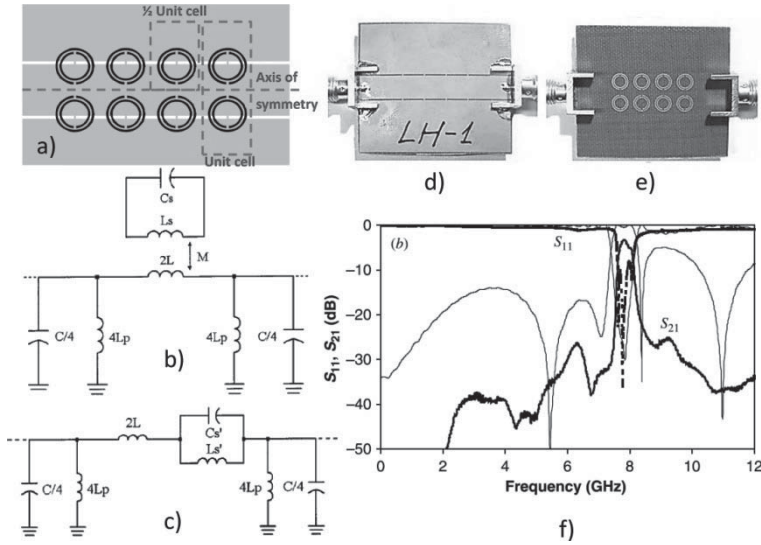 ½ Unit cell
Axis of
symmetry
Unit cell
a)
Cs
Ls
M
2L
C/4
4Lp
4Lp
C/4
b)
2L
Cs'
Ls'
C/4
4Lp
4Lp
C/4
c)
LH-1
d)
e)
(b)
S11
S21
S11, S21 (dB)
0
−10
−20
−30
−40
−50
0
2
4
6
8
10
12
Frequency (GHz)
f)